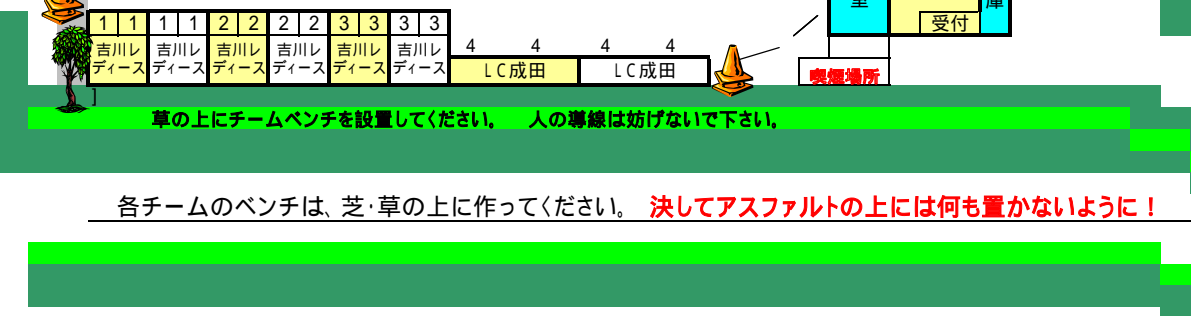 室
庫
受付
1 1 1 1 2 2 2 2 3 3 3 3
吉川レディース 吉川レディース 吉川レディース 吉川レディース 吉川レディース 吉川レディース
4 4 4 4
LC成田 LC成田
喫煙場所
]
草の上にチームベンチを設置してください。 人の導線は妨げないで下さい。
各チームのベンチは、芝・草の上に作ってください。 決してアスファルトの上には何も置かないように！